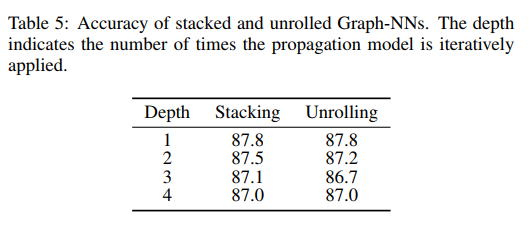 Table 5: Accuracy of stacked and unrolled Graph-NNs. The depth
indicates the number of times the propagation model is iteratively
applied.
Depth Stacking Unrolling
1 87.8 87.8
2 87.5 87.2
3 87.1 86.7
4 87.0 87.0